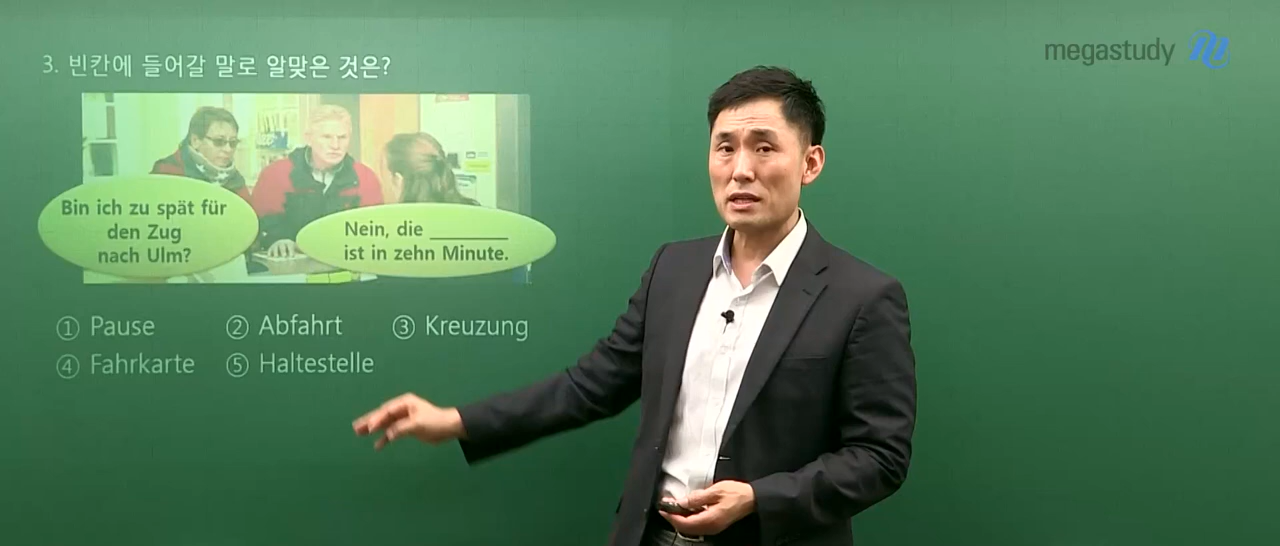 megastudy
3. 빈칸에 들어갈 말로 알맞은 것은?
Bin ich zu spät für
den Zug
nach Ulm?
Nein, die ________
ist in zehn Minute.
① Pause ② Abfahrt ③ Kreuzung
④ Fahrkarte ⑤ Haltestelle